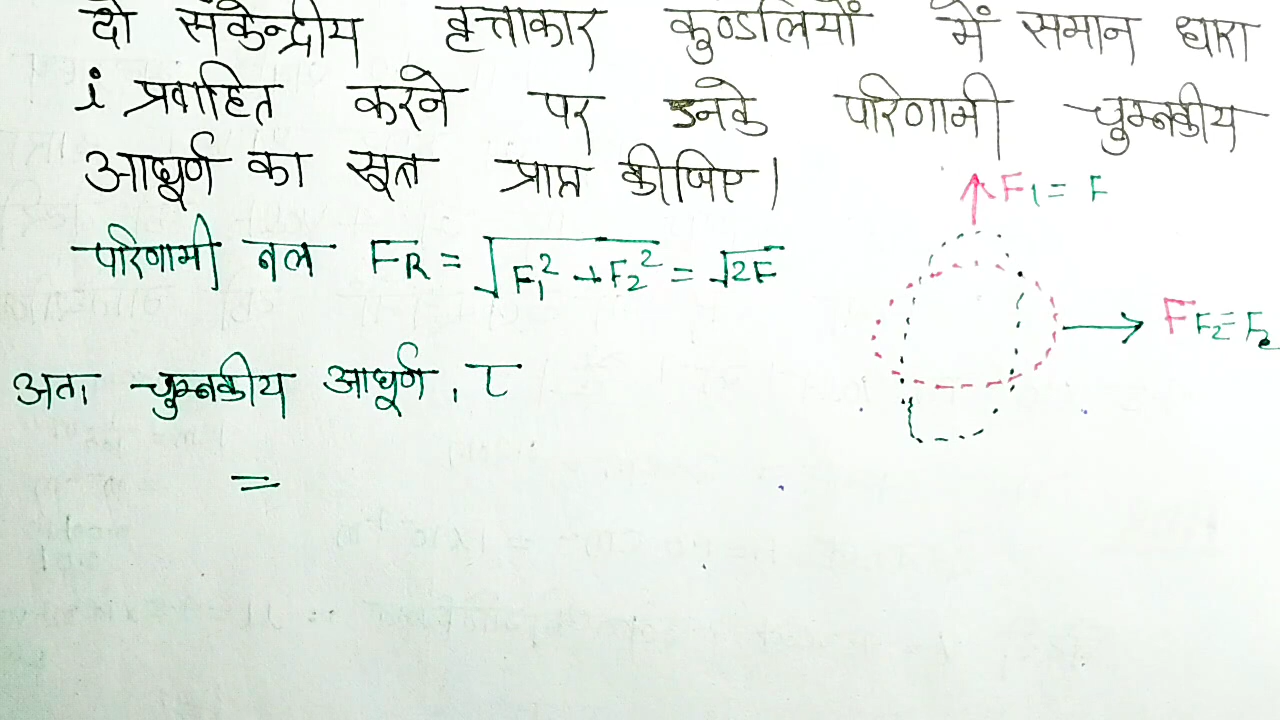 दो संकेन्द्रीय वृत्ताकार कुण्डलियों में समान धारा
i प्रवाहित करने पर उनके परिणामी चुम्बकीय
आघूर्ण का सूत्र प्राप्त कीजिए।
F1 = F
परिणामी बल FR = √F₁² + F₂² = √2F
F F2 = F
अतः चुम्बकीय आघूर्ण, τ
=